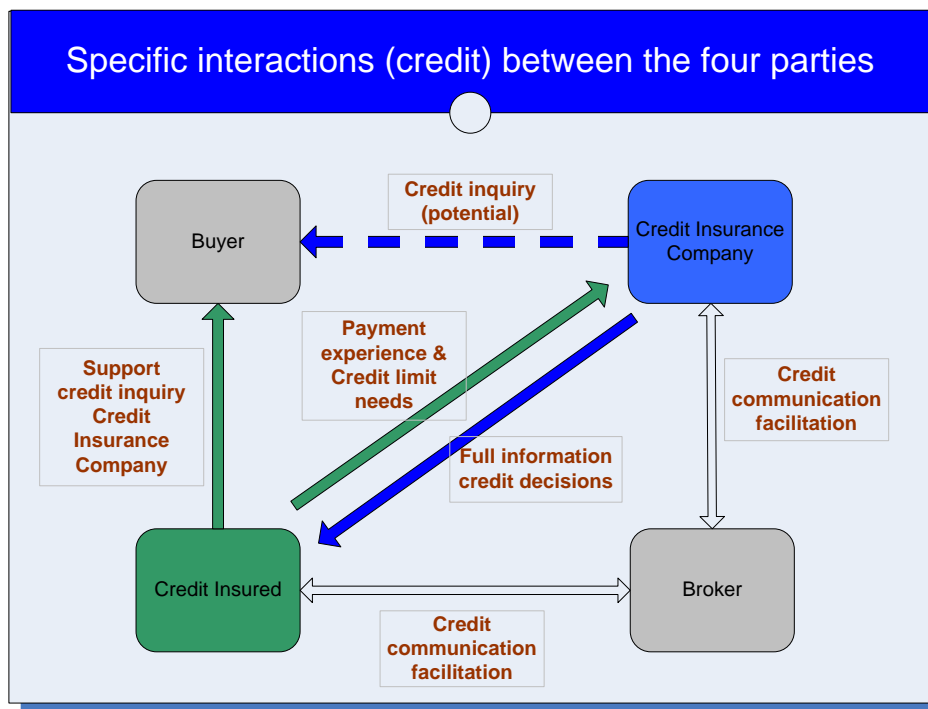 Specific interactions (credit) between the four parties
Credit inquiry
(potential)
Buyer
Credit Insurance
Company
Payment
experience &
Credit limit
needs
Support
credit inquiry
Credit
Insurance
Company
Credit
communication
facilitation
Full information
credit decisions
Credit Insured
Broker
Credit
communication
facilitation